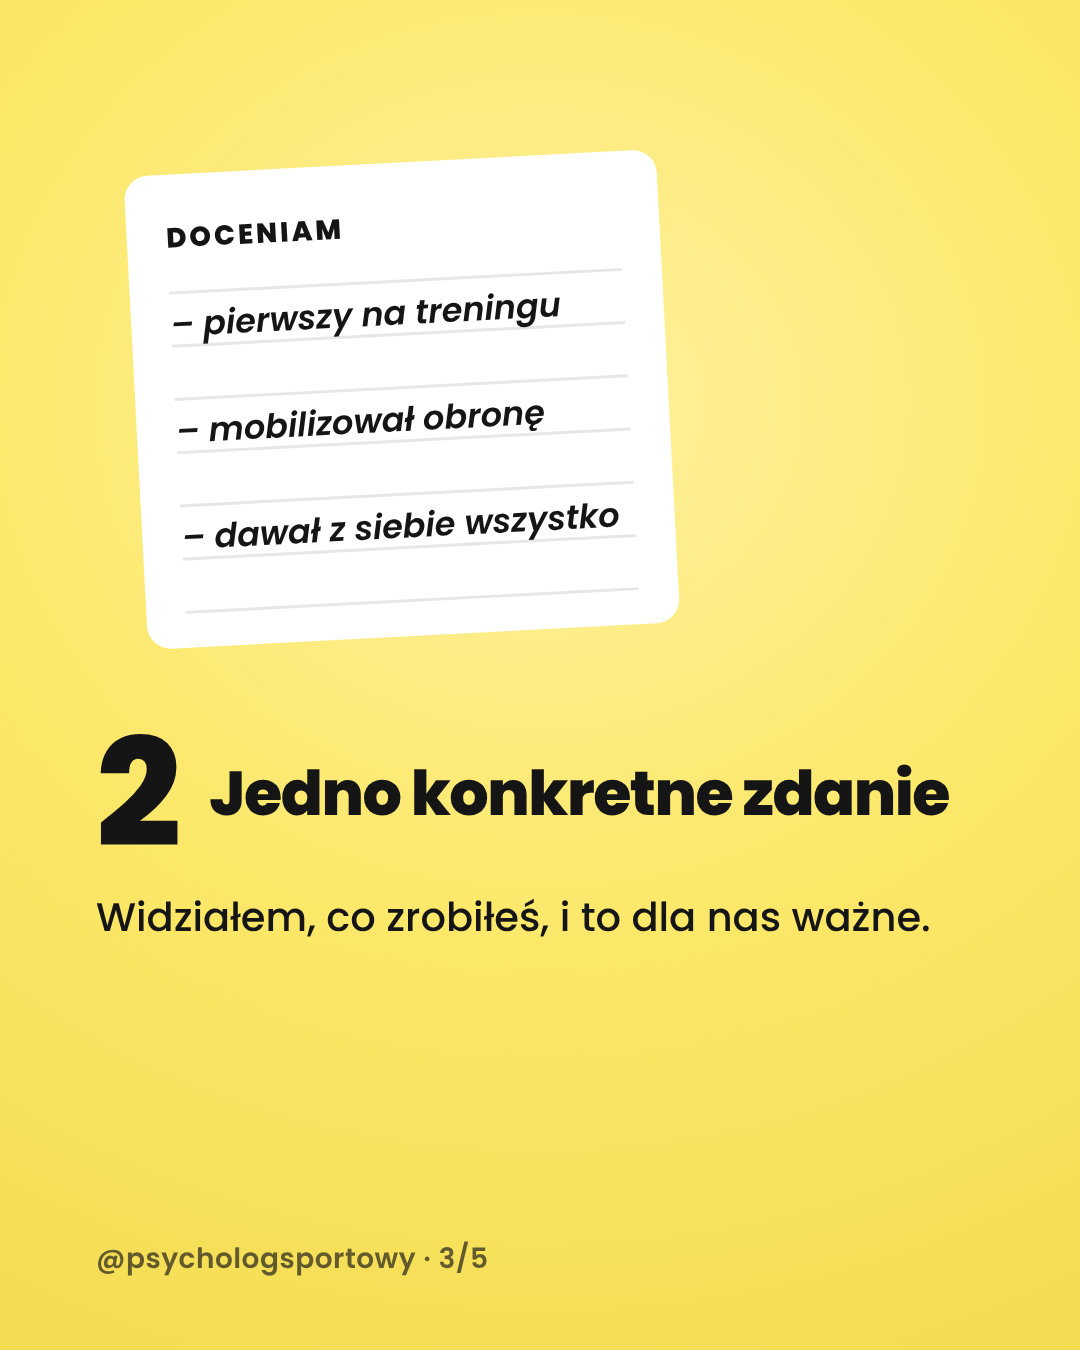 DOCENIAM
– pierwszy na treningu
– mobilizował obronę
– dawał z siebie wszystko
2 Jedno konkretne zdanie
Widziałem, co zrobiłeś, i to dla nas ważne.
@psychologsportowy · 3/5